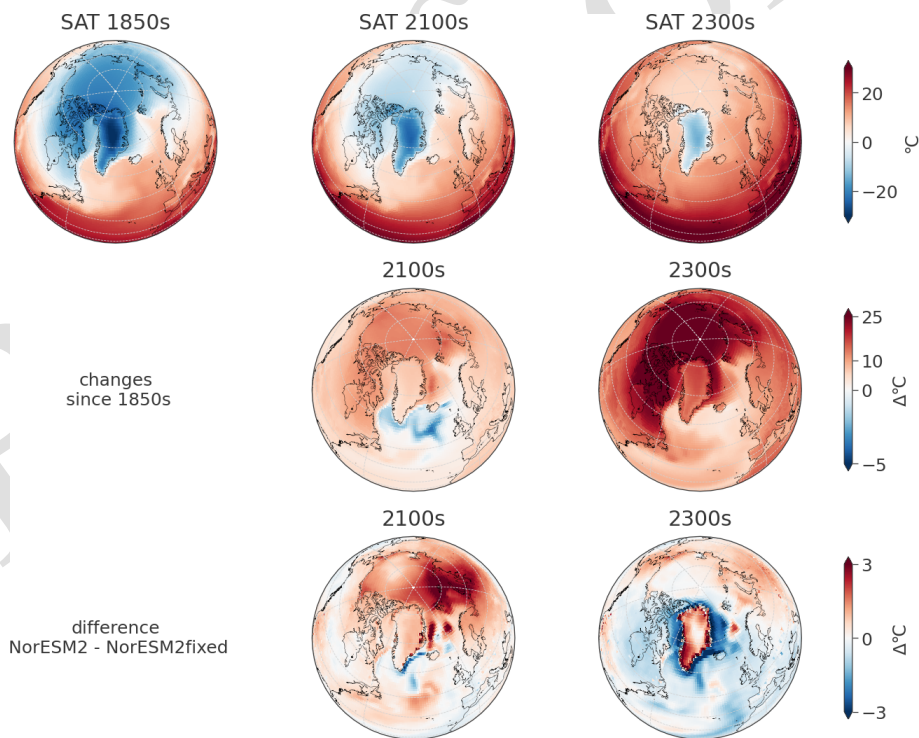 SAT 1850s
SAT 2100s
SAT 2300s
20
0
−20
°C
2100s
2300s
changes
since 1850s
25
10
0
−5
Δ°C
2100s
2300s
difference
NorESM2 - NorESM2fixed
3
0
−3
Δ°C